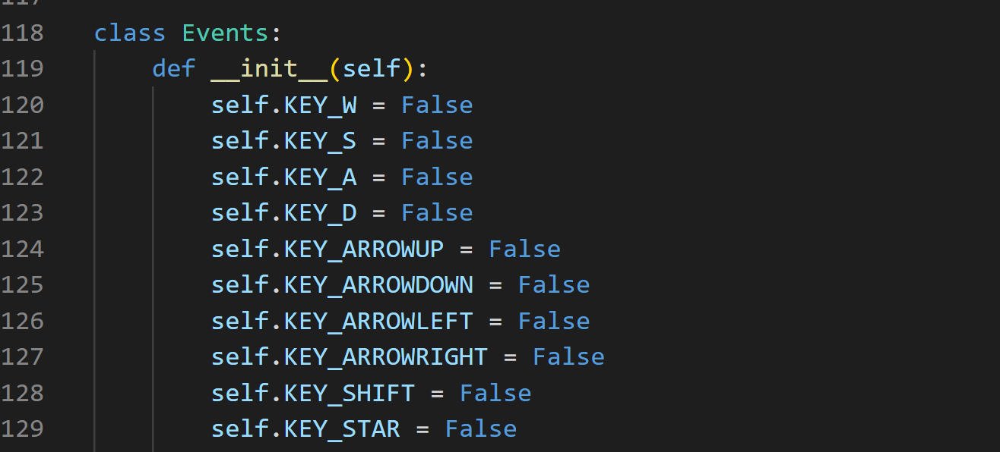 117
118 class Events:
119 def __init__(self):
120 self.KEY_W = False
121 self.KEY_S = False
122 self.KEY_A = False
123 self.KEY_D = False
124 self.KEY_ARROWUP = False
125 self.KEY_ARROWDOWN = False
126 self.KEY_ARROWLEFT = False
127 self.KEY_ARROWRIGHT = False
128 self.KEY_SHIFT = False
129 self.KEY_STAR = False